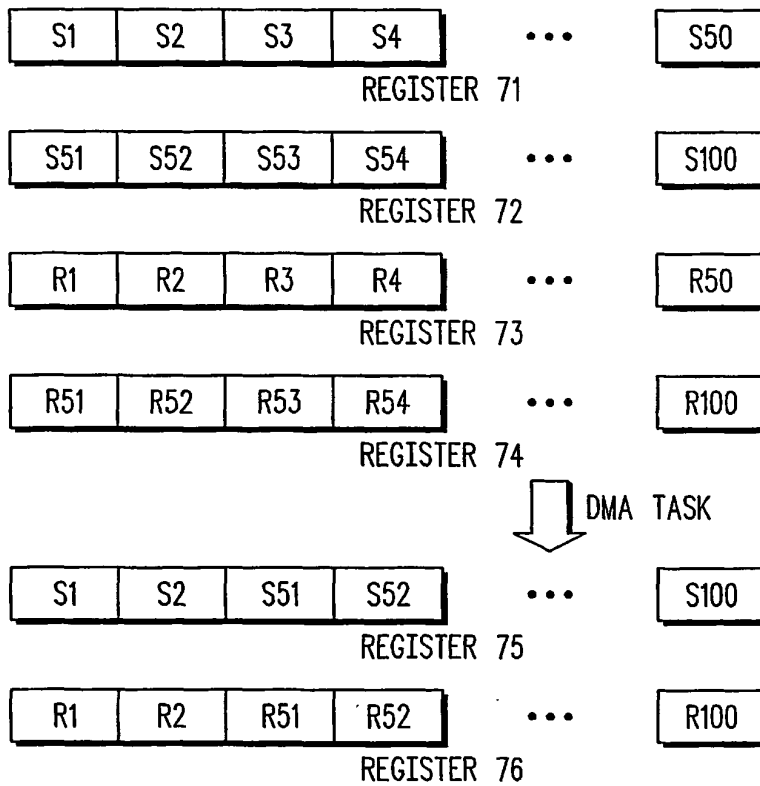 S1 S2 S3 S4 ••• S50
REGISTER 71
S51 S52 S53 S54 ••• S100
REGISTER 72
R1 R2 R3 R4 ••• R50
REGISTER 73
R51 R52 R53 R54 ••• R100
REGISTER 74
DMA TASK
S1 S2 S51 S52 ••• S100
REGISTER 75
R1 R2 R51 R52 ••• R100
REGISTER 76